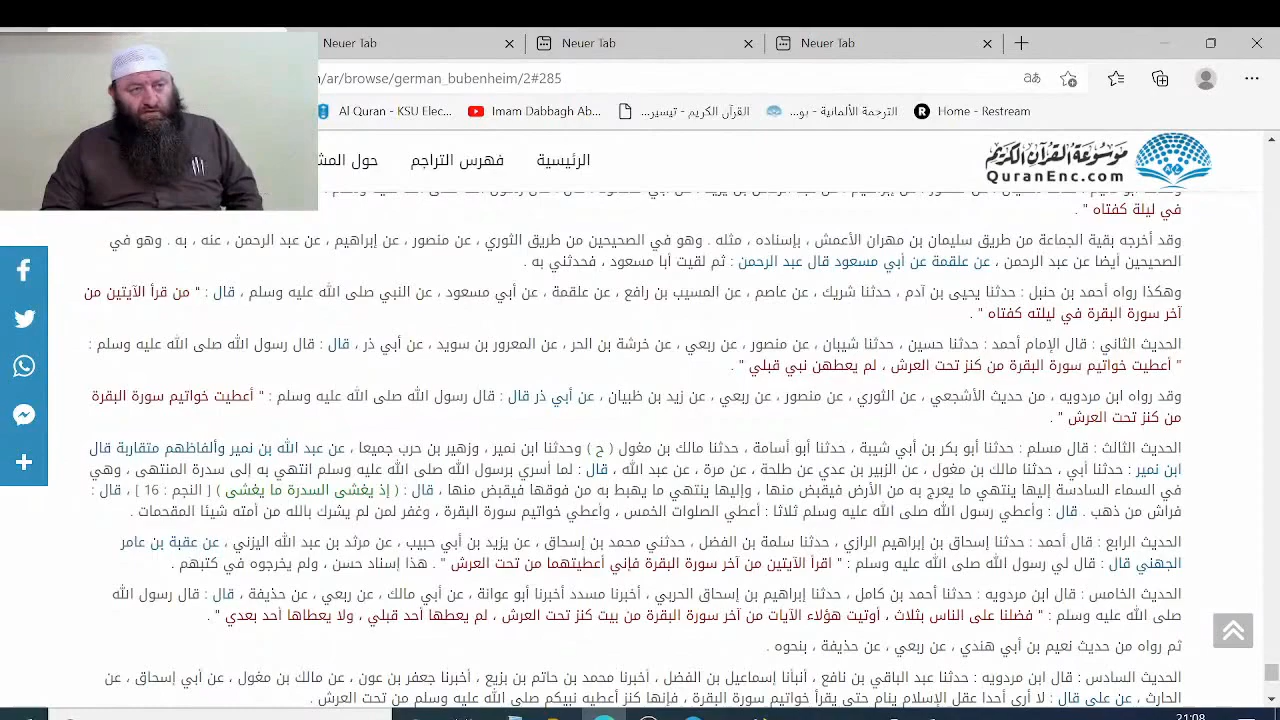 Neuer Tab
Neuer Tab
Neuer Tab
n/ar/browse/german_bubenheim/2#285
Al Quran - KSU Elec...
Imam Dabbagh Ab...
القرآن الكريم - تيسير...
الترجمة الألمانية - بو...
Home - Restream
الرئيسية
فهرس التراجم
موسوعة القرآن الكريم
QuranEnc.com
في ليلة كفتاه " .
وقد أخرجه بقية الجماعة من طريق سليمان بن مهران الأعمش ، بإسناده ، مثله . وهو في الصحيحين من طريق الثوري ، عن منصور ، عن إبراهيم ، عن عبد الرحمن ، عنه ، به . وهو في
الصحيحين أيضا عن عبد الرحمن ، عن علقمة عن أبي مسعود قال عبد الرحمن : ثم لقيت أبا مسعود ، فحدثني به .
وهكذا رواه أحمد بن حنبل : حدثنا يحيى بن آدم ، حدثنا شريك ، عن عاصم ، عن المسيب بن رافع ، عن علقمة ، عن أبي مسعود ، عن النبي صلى الله عليه وسلم ، قال : " من قرأ الآيتين من
آخر سورة البقرة في ليلته كفتاه " .
الحديث الثاني : قال الإمام أحمد : حدثنا حسين ، حدثنا شيبان ، عن منصور ، عن ربعي ، عن خرشة بن الحر ، عن المعرور بن سويد ، عن أبي ذر ، قال : قال رسول الله صلى الله عليه وسلم :
" أعطيت خواتيم سورة البقرة من كنز تحت العرش ، لم يعطهن نبي قبلي " .
وقد رواه ابن مردويه ، من حديث الأشجعي ، عن الثوري ، عن منصور ، عن ربعي ، عن زيد بن ظبيان ، عن أبي ذر قال : قال رسول الله صلى الله عليه وسلم : " أعطيت خواتيم سورة البقرة
من كنز تحت العرش " .
الحديث الثالث : قال مسلم : حدثنا أبو بكر بن أبي شيبة ، حدثنا أبو أسامة ، حدثنا مالك بن مغول ( ح ) وحدثنا ابن نمير ، وزهير بن حرب جميعا ، عن عبد الله بن نمير وألفاظهم متقاربة قال
ابن نمير : حدثنا أبي ، حدثنا مالك بن مغول ، عن الزبير بن عدي عن طلحة ، عن مرة ، عن عبد الله ، قال : لما أسري برسول الله صلى الله عليه وسلم انتهي به إلى سدرة المنتهى ، وهي
في السماء السادسة إليها ينتهي ما يعرج به من الأرض فيقبض منها ، وإليها ينتهي ما يهبط به من فوقها فيقبض منها ، قال : ( إذ يغشى السدرة ما يغشى ) [ النجم : 16 ] ، قال :
فراش من ذهب . قال : وأعطي رسول الله صلى الله عليه وسلم ثلاثا : أعطي الصلوات الخمس ، وأعطي خواتيم سورة البقرة ، وغفر لمن لم يشرك بالله من أمته شيئا المقحمات .
الحديث الرابع : قال أحمد : حدثنا إسحاق بن إبراهيم الرازي ، حدثنا سلمة بن الفضل ، حدثني محمد بن إسحاق ، عن يزيد بن أبي حبيب ، عن مرثد بن عبد الله اليزني ، عن عقبة بن عامر
الجهني قال : قال لي رسول الله صلى الله عليه وسلم : " اقرأ الآيتين من آخر سورة البقرة فإني أعطيتهما من تحت العرش " . هذا إسناد حسن ، ولم يخرجوه في كتبهم .
الحديث الخامس : قال ابن مردويه : حدثنا أحمد بن كامل ، حدثنا إبراهيم بن إسحاق الحربي ، أخبرنا مسدد أخبرنا أبو عوانة ، عن أبي مالك ، عن ربعي ، عن حذيفة ، قال : قال رسول الله
صلى الله عليه وسلم : " فضلنا على الناس بثلاث ، أوتيت هؤلاء الآيات من آخر سورة البقرة من بيت كنز تحت العرش ، لم يعطها أحد قبلي ، ولا يعطاها أحد بعدي " .
ثم رواه من حديث نعيم بن أبي هندي ، عن ربعي ، عن حذيفة ، بنحوه .
الحديث السادس : قال ابن مردويه : حدثنا عبد الباقي بن نافع ، أنبأنا إسماعيل بن الفضل ، أخبرنا محمد بن حاتم بن بزيع ، أخبرنا جعفر بن عون ، عن مالك بن مغول ، عن أبي إسحاق ، عن
الحارث ، عن علي قال : لا أرى أحدا عقل الإسلام ينام حتى يقرأ خواتيم سورة البقرة ، فإنها كنز أعطيه نبيكم صلى الله عليه وسلم من تحت العرش .
21:08